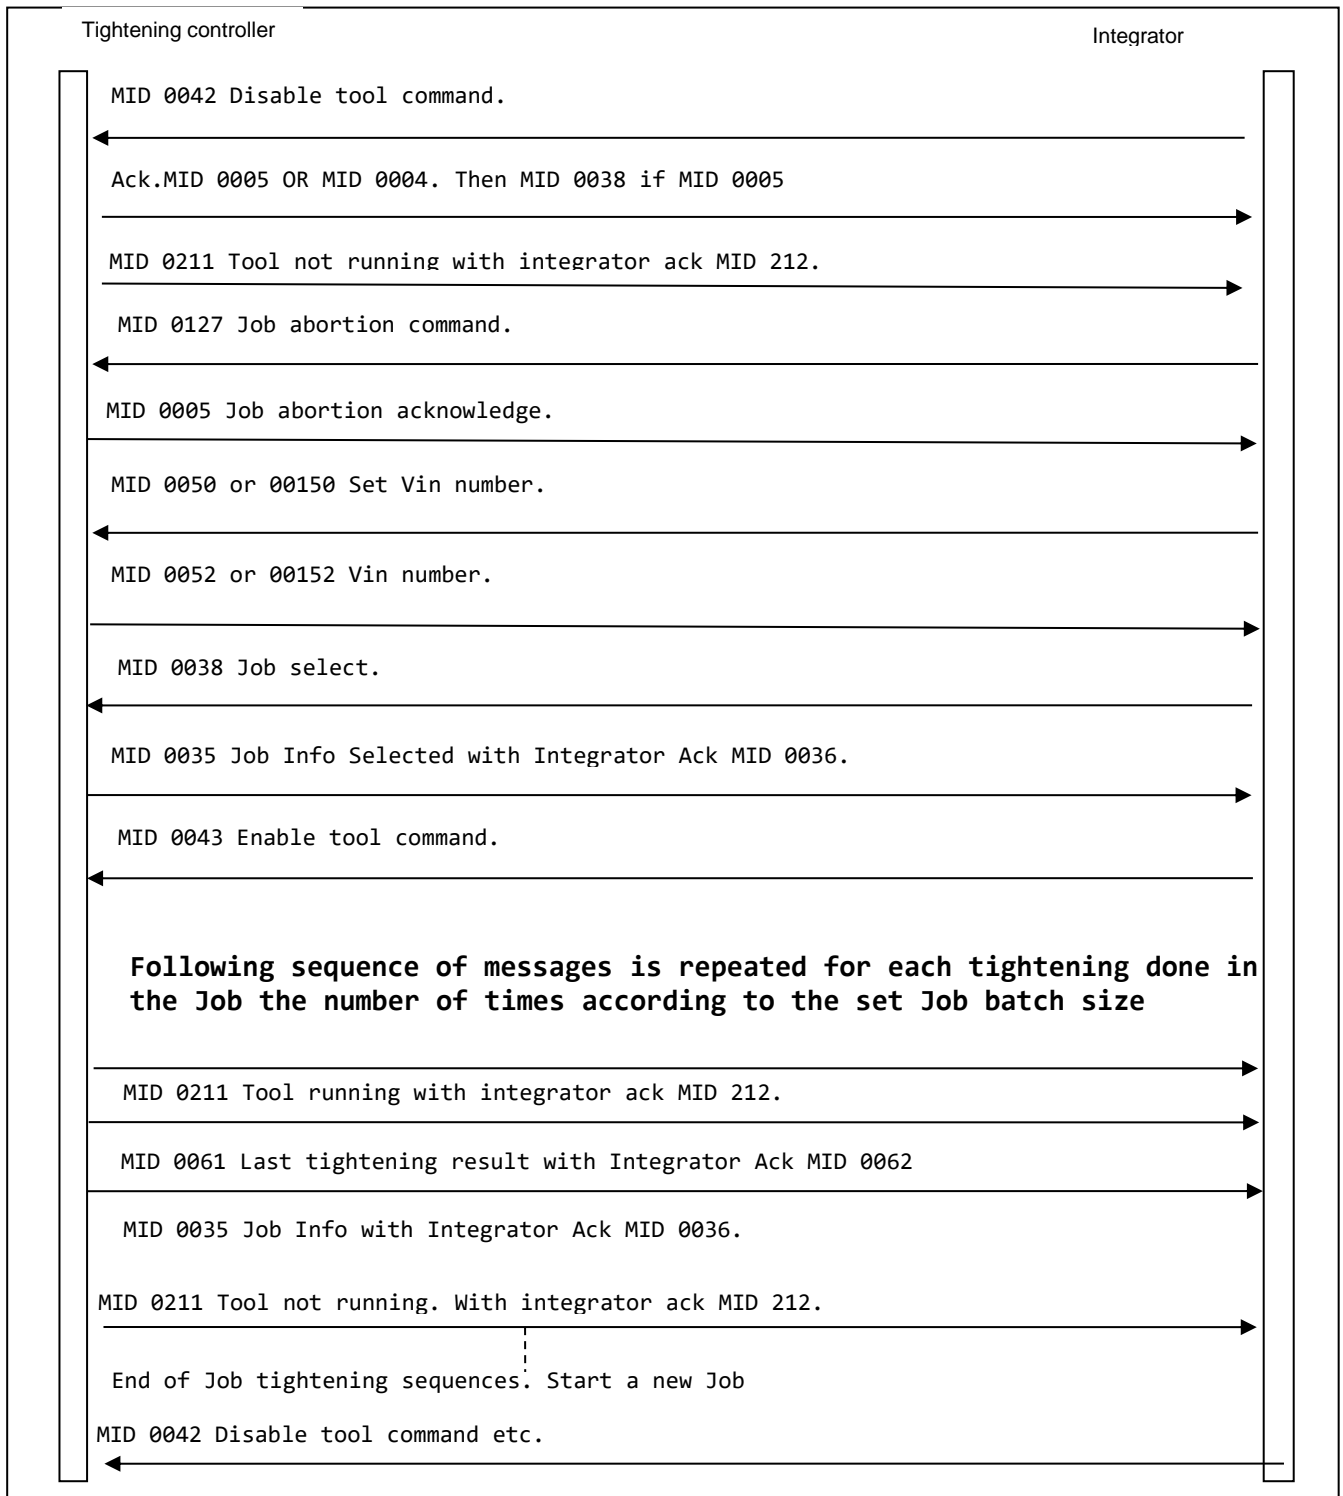 Tightening controller
Integrator
MID 0042 Disable tool command.
Ack.MID 0005 OR MID 0004. Then MID 0038 if MID 0005
MID 0211 Tool not running with integrator ack MID 212.
MID 0127 Job abortion command.
MID 0005 Job abortion acknowledge.
MID 0050 or 00150 Set Vin number.
MID 0052 or 00152 Vin number.
MID 0038 Job select.
MID 0035 Job Info Selected with Integrator Ack MID 0036.
MID 0043 Enable tool command.
Following sequence of messages is repeated for each tightening done in
the Job the number of times according to the set Job batch size
MID 0211 Tool running with integrator ack MID 212.
MID 0061 Last tightening result with Integrator Ack MID 0062
MID 0035 Job Info with Integrator Ack MID 0036.
MID 0211 Tool not running. With integrator ack MID 212.
End of Job tightening sequences. Start a new Job
MID 0042 Disable tool command etc.